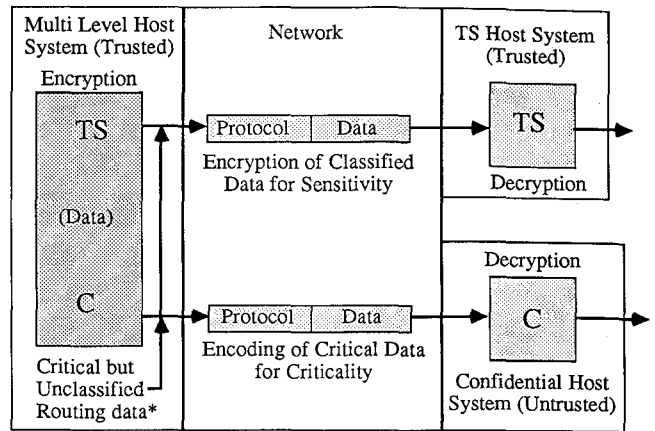 Multi Level Host
System (Trusted)
Encryption
TS
(Data)
C
Critical but
Unclassified
Routing data*
Network
Protocol Data
Encryption of Classified
Data for Sensitivity
Protocol Data
Encoding of Critical Data
for Criticality
TS Host System
(Trusted)
TS
Decryption
Decryption
C
Confidential Host
System (Untrusted)